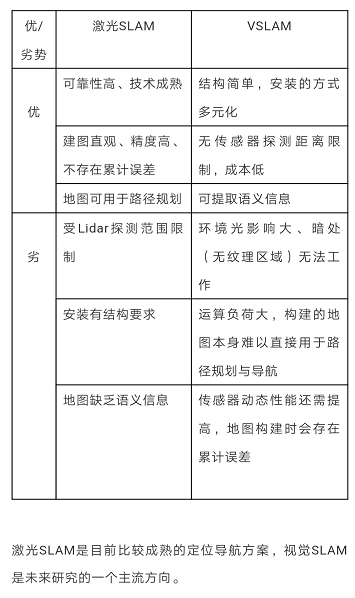 优/ 激光SLAM VSLAM
劣势
可靠性高、技术成熟 结构简单，安装的方式
优 多元化
建图直观、精度高、 无传感器探测距离限
不存在累计误差 制，成本低
地图可用于路径规划 可提取语义信息
受Lidar探测范围限 环境光影响大、暗处
劣 制 （无纹理区域）无法工
作
安装有结构要求 运算负荷大，构建的地
图本身难以直接用于路
径规划与导航
地图缺乏语义信息 传感器动态性能还需提
高，地图构建时会存在
累计误差
激光SLAM是目前比较成熟的定位导航方案，视觉SLAM
是未来研究的一个主流方向。